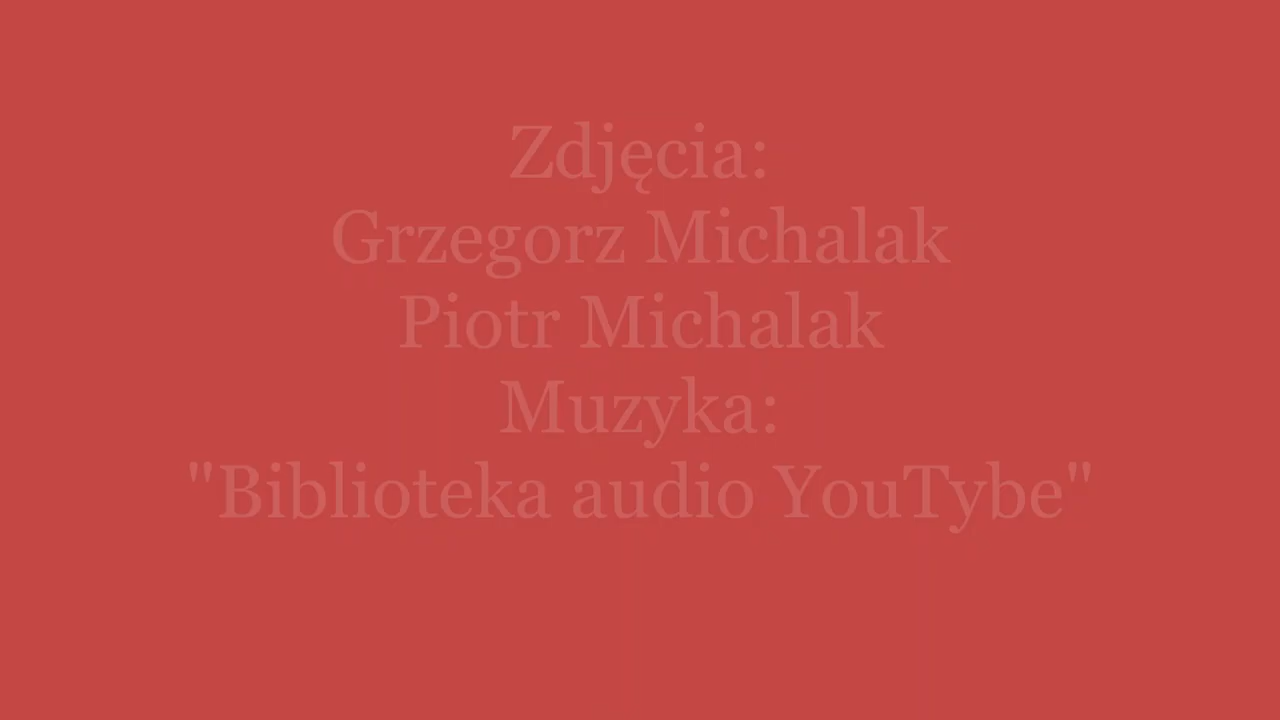 Zdjęcia:
Grzegorz Michalak
Piotr Michalak
Muzyka:
"Biblioteka audio YouTybe"